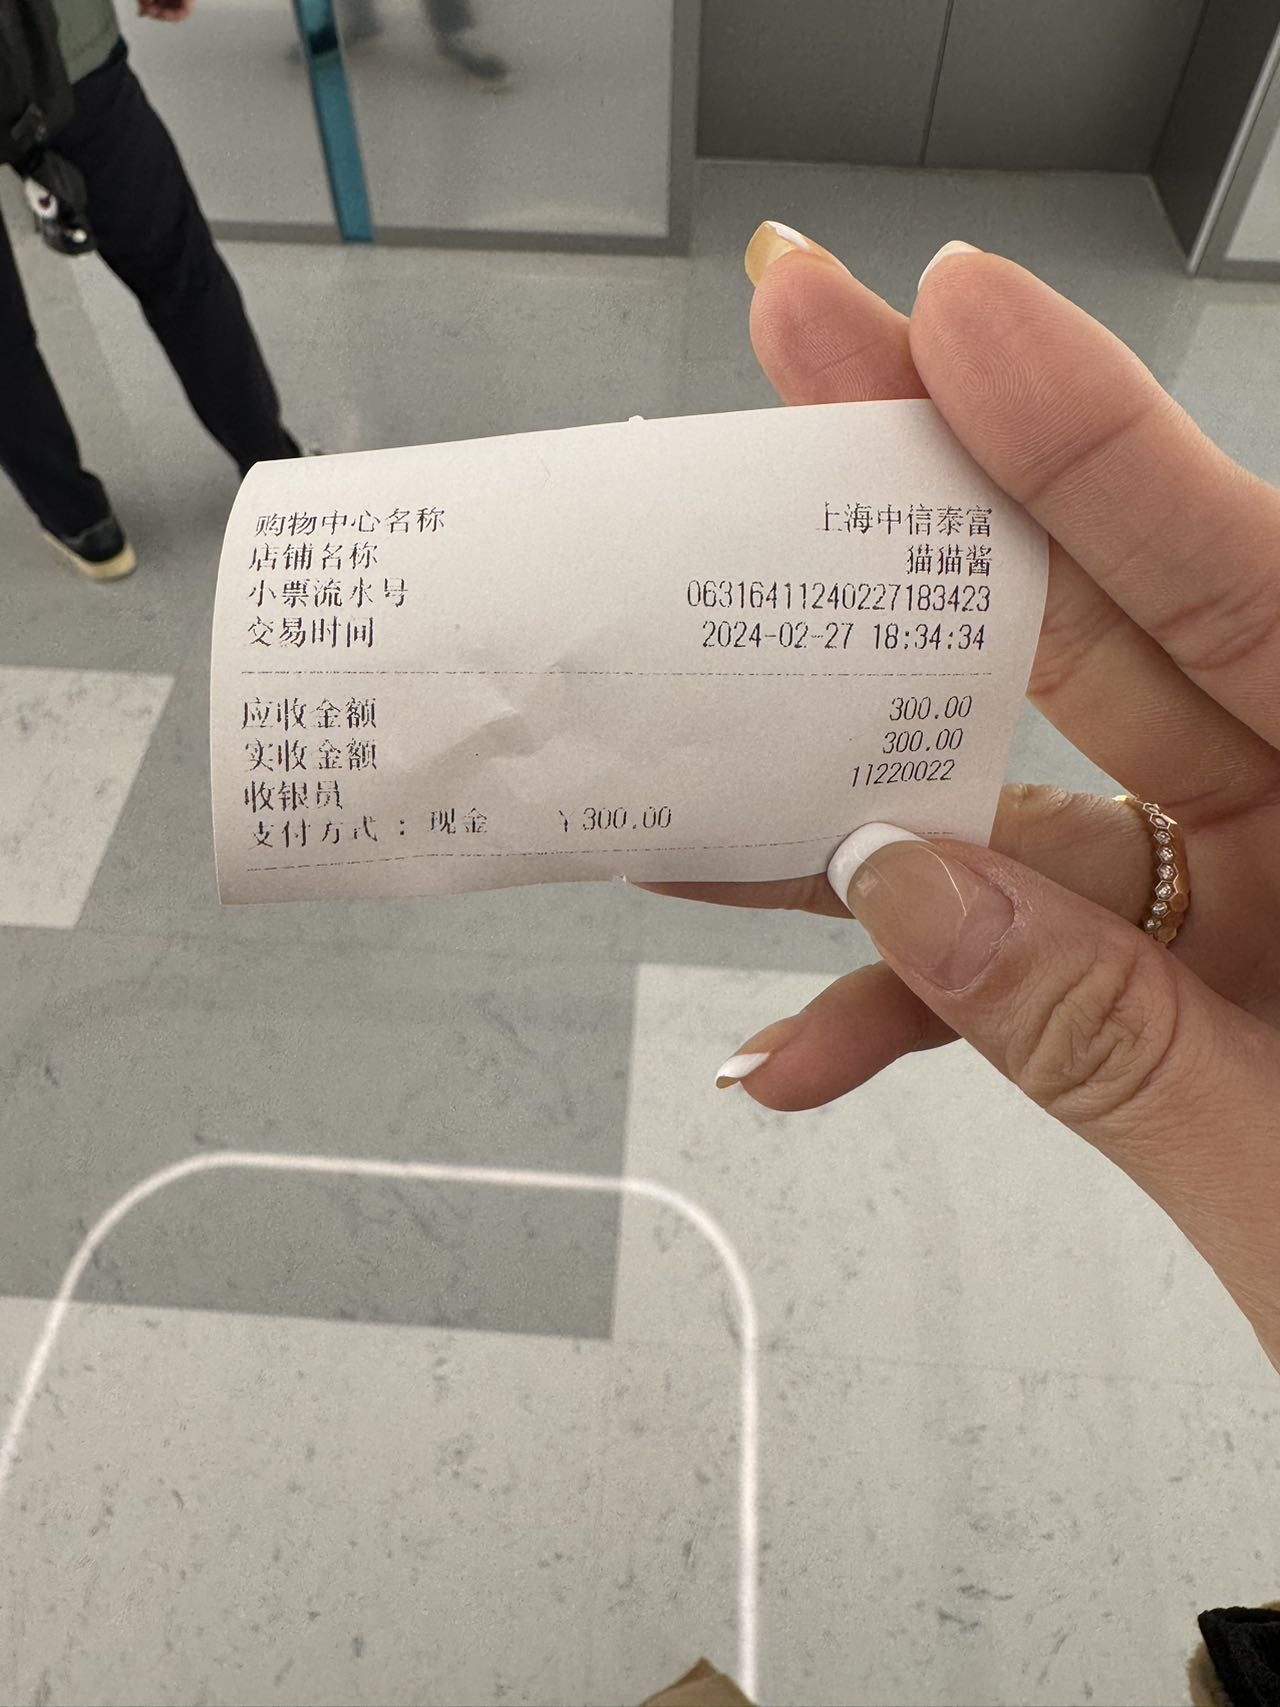 购物中心名称 上海中信泰富
店铺名称 猫猫酱
小票流水号 06316411240227183423
交易时间 2024-02-27 18:34:34
应收金额 300.00
实收金额 300.00
收银员 11220022
支付方式 : 现金 ¥300.00